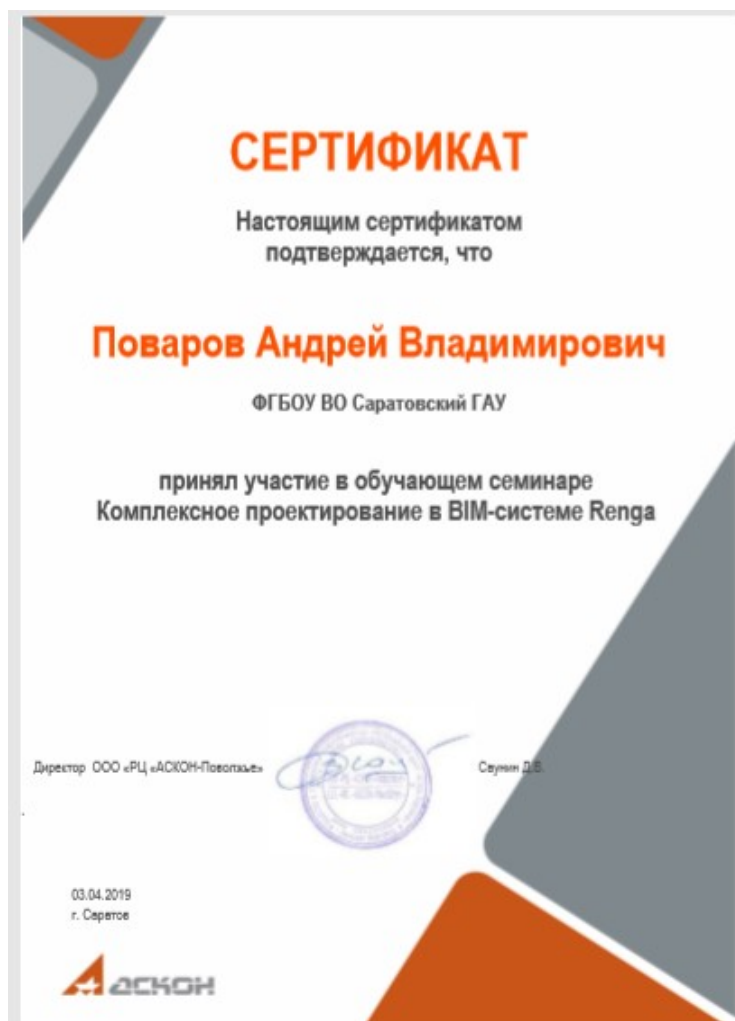 СЕРТИФИКАТ
Настоящим сертификатом
подтверждается, что
Поваров Андрей Владимирович
ФГБОУ ВО Саратовский ГАУ
принял участие в обучающем семинаре
Комплексное проектирование в BIM-системе Renga
Директор ООО «РЦ «АСКОН-Поволжье»
Свунин Д.В.
03.04.2019
г. Саратов
АСКОН